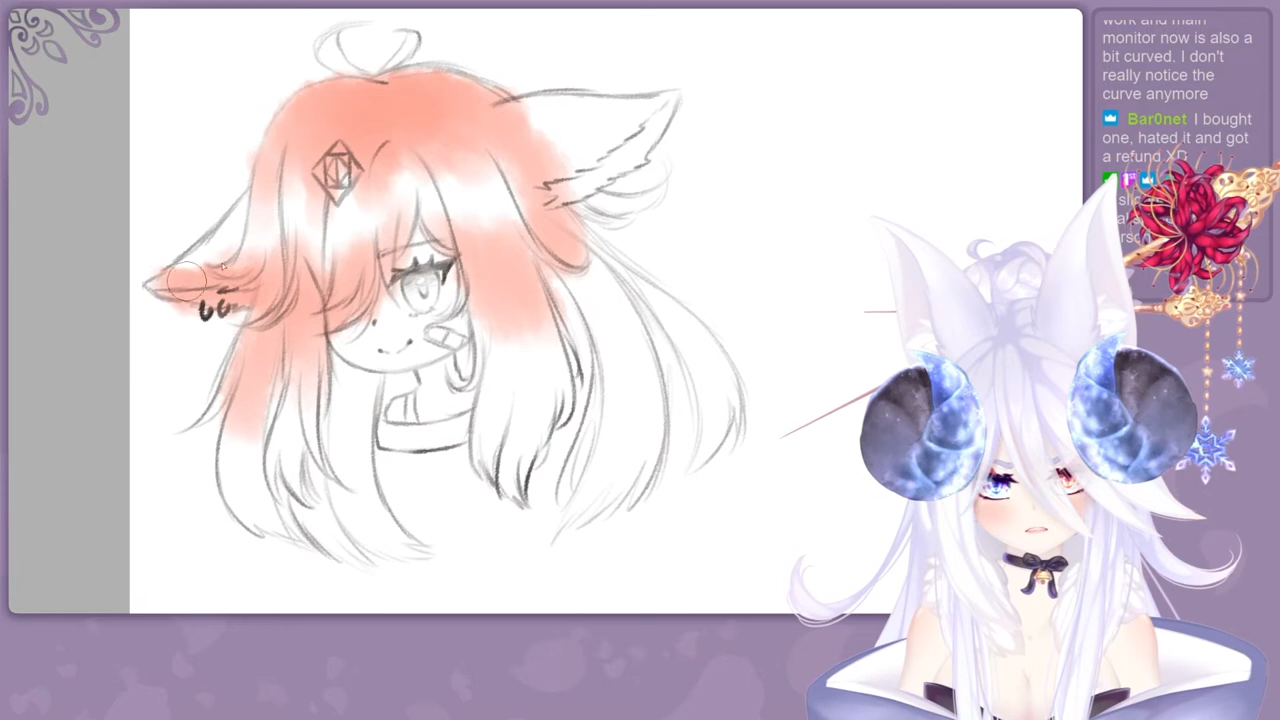 work and main
monitor now is also a
bit curved. I don't
really notice the
curve anymore
Bar0net I bought
one, hated it and got
a refund XD